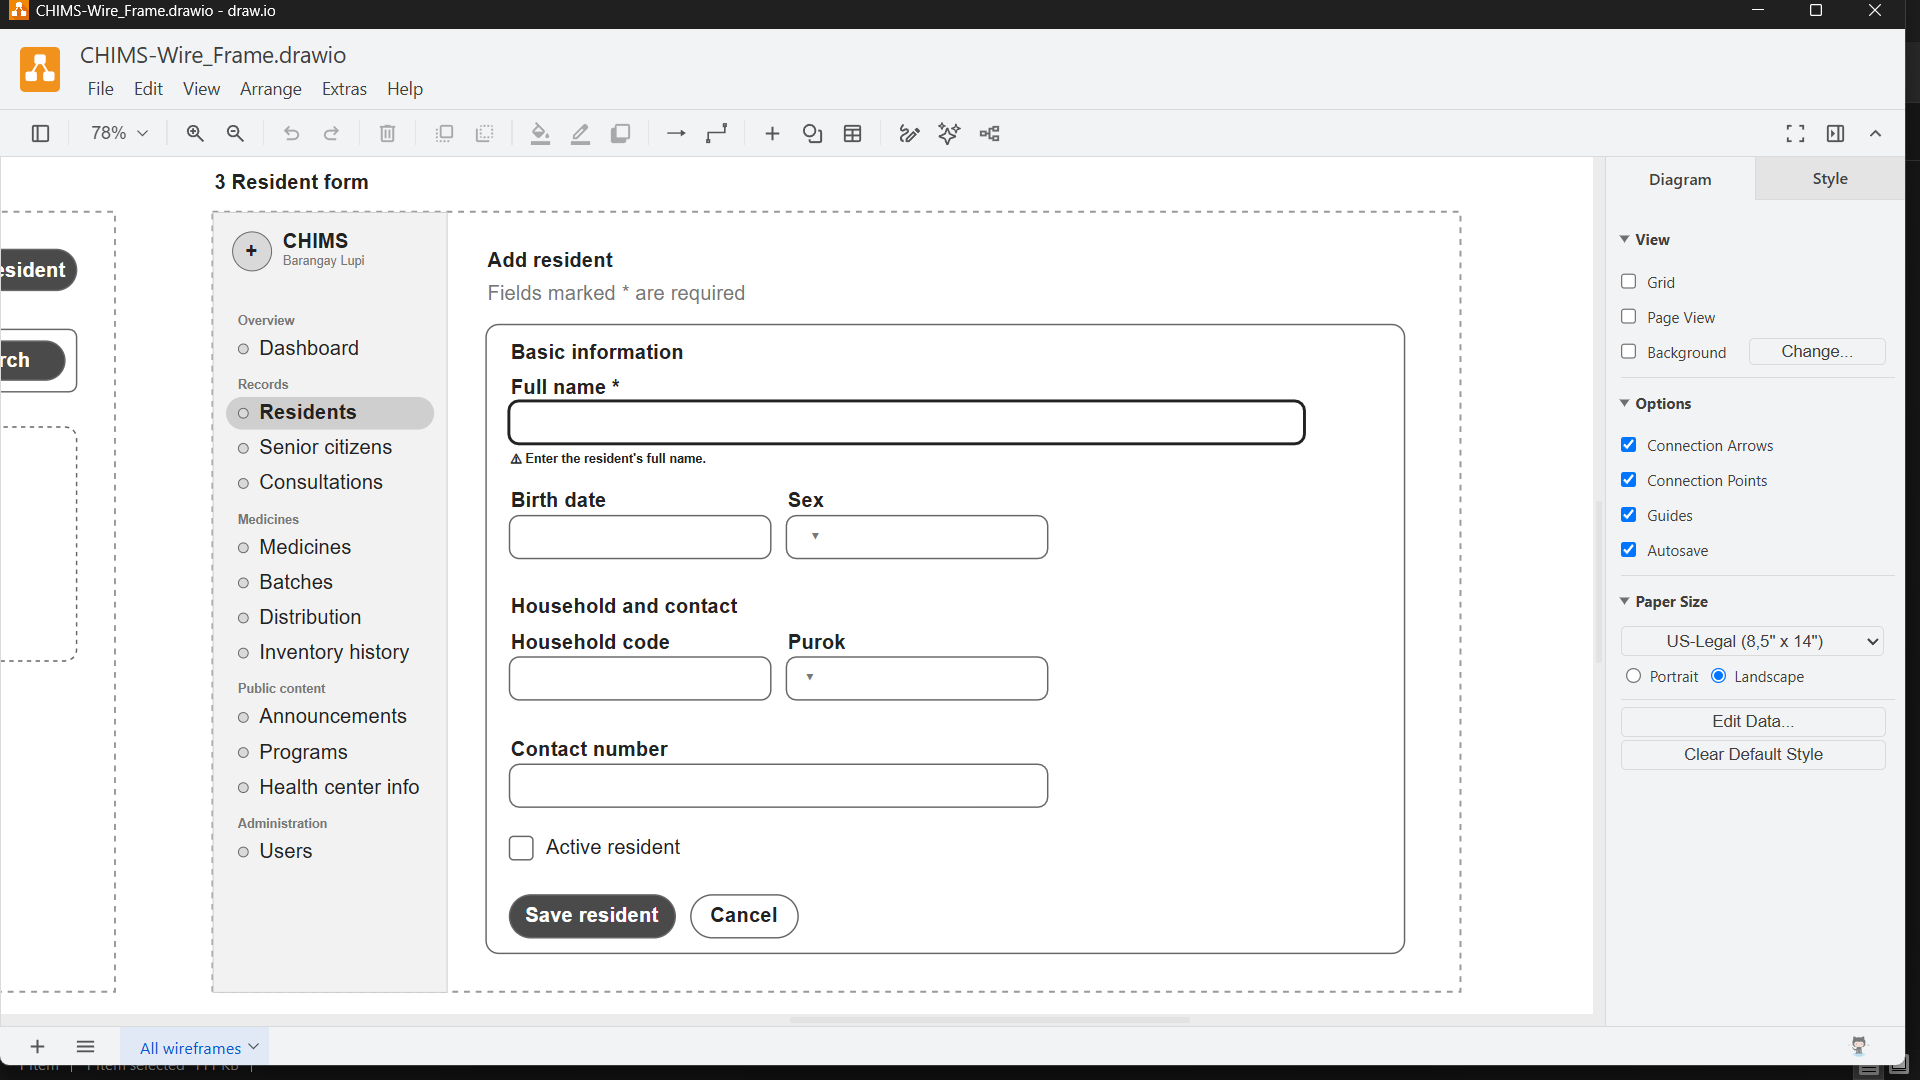 CHIMS-Wire_Frame.drawio - draw.io
CHIMS-Wire_Frame.drawio
File Edit View Arrange Extras Help
78%
3 Resident form
esident
rch
+
CHIMS
Barangay Lupi
Overview
Dashboard
Records
Residents
Senior citizens
Consultations
Medicines
Medicines
Batches
Distribution
Inventory history
Public content
Announcements
Programs
Health center info
Administration
Users
Add resident
Fields marked * are required
Basic information
Full name *
⚠ Enter the resident's full name.
Birth date
Sex
Household and contact
Household code
Purok
Contact number
Active resident
Save resident
Cancel
Diagram
Style
View
Grid
Page View
Background
Change...
Options
Connection Arrows
Connection Points
Guides
Autosave
Paper Size
US-Legal (8,5" x 14")
Portrait
Landscape
Edit Data...
Clear Default Style
All wireframes